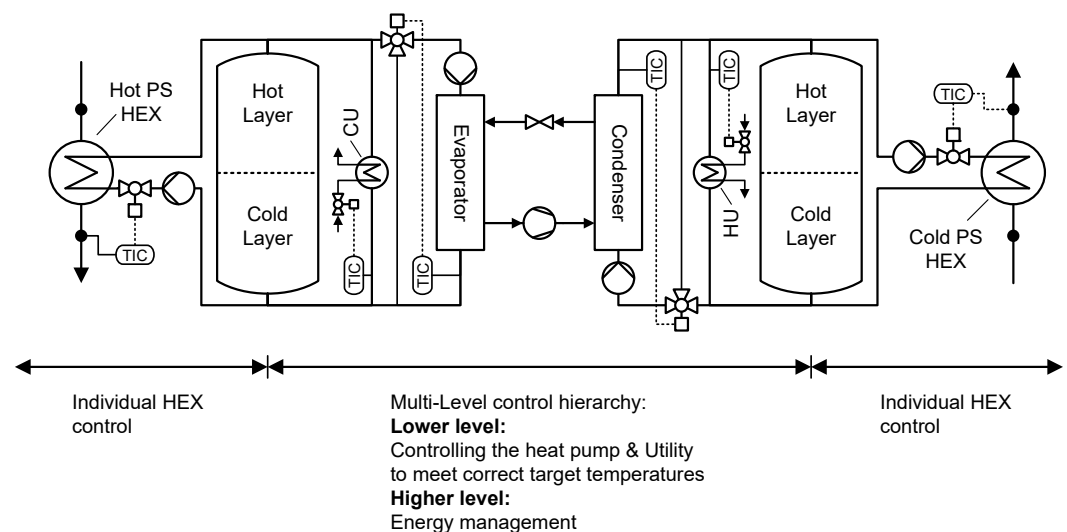 Hot PS
HEX
Hot
Layer
Cold
Layer
TIC
CU
TIC
TIC
Evaporator
Condenser
TIC
TIC
HU
Hot
Layer
Cold
Layer
TIC
Cold PS
HEX
Individual HEX
control
Multi-Level control hierarchy:
Lower level:
Controlling the heat pump & Utility
to meet correct target temperatures
Higher level:
Energy management
Individual HEX
control